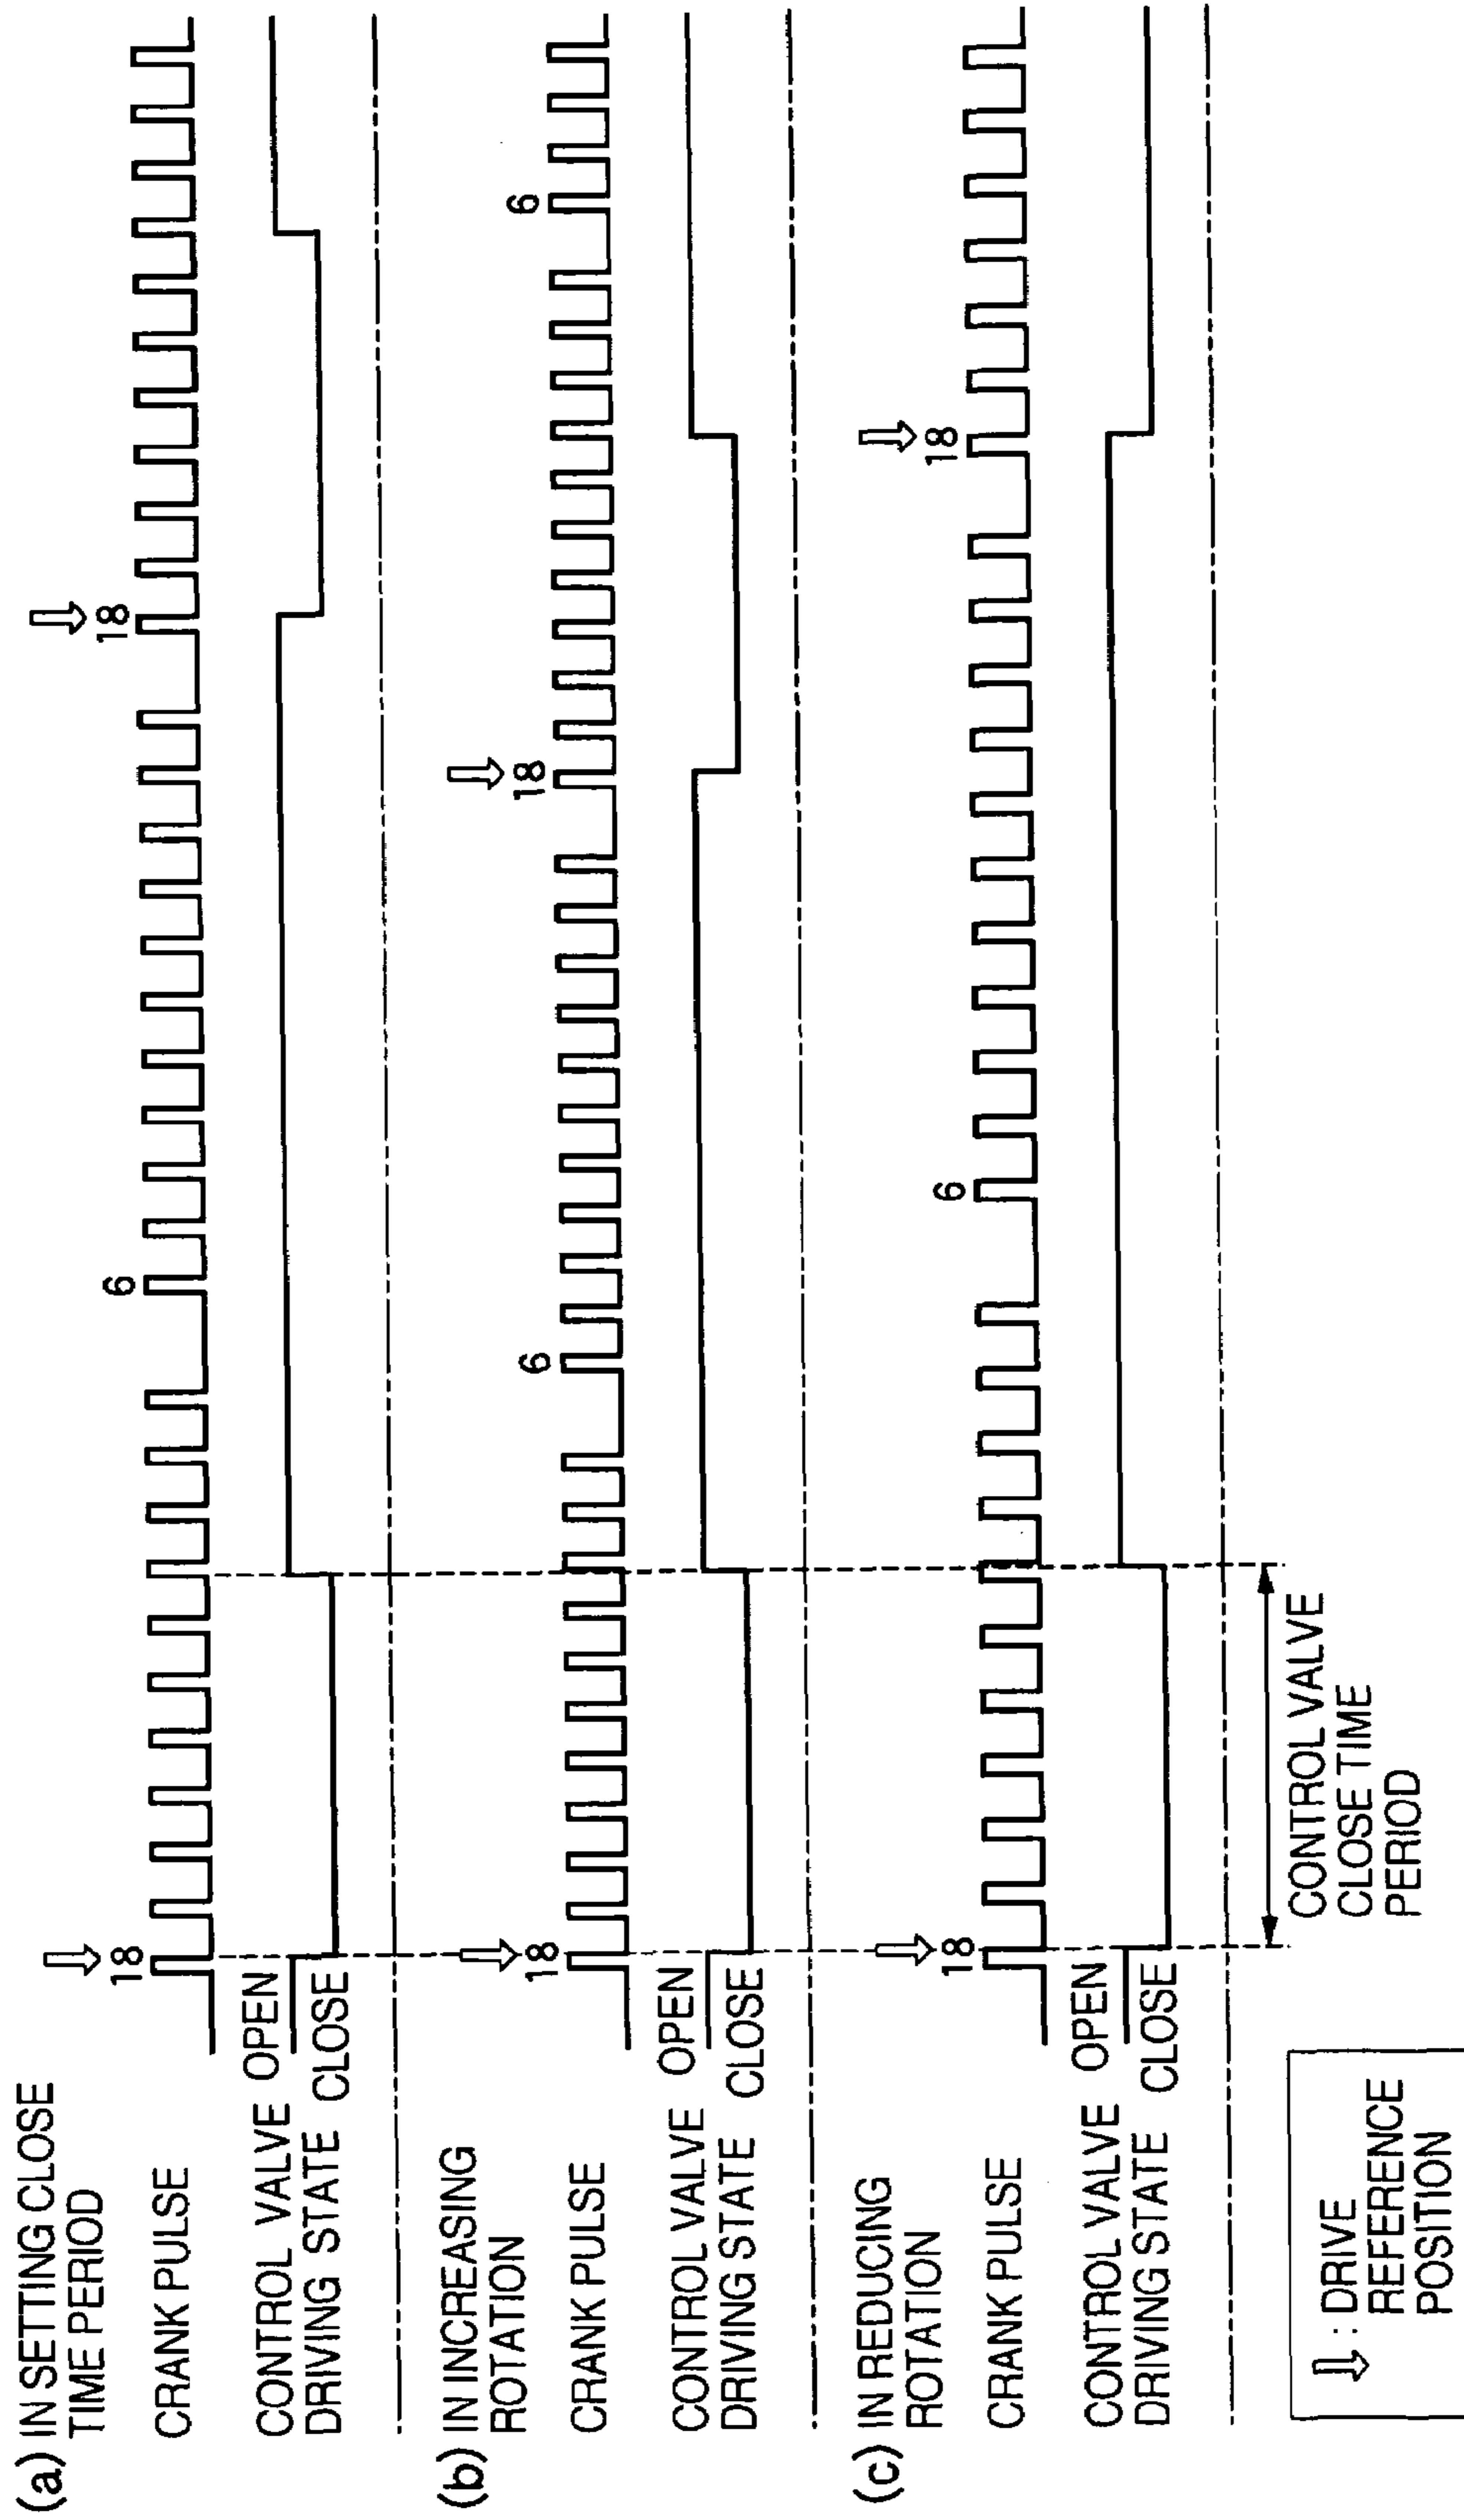 (a) IN SETTING CLOSE
TIME PERIOD
18
6
18
CRANK PULSE
CONTROL VALVE
DRIVING STATE
OPEN
CLOSE
(b) IN INCREASING
ROTATION
18
6
18
6
CRANK PULSE
CONTROL VALVE
DRIVING STATE
OPEN
CLOSE
(c) IN REDUCING
ROTATION
18
6
18
CRANK PULSE
CONTROL VALVE
DRIVING STATE
OPEN
CLOSE
CONTROL VALVE
CLOSE TIME
PERIOD
⇩ : DRIVE
REFERENCE
POSITION